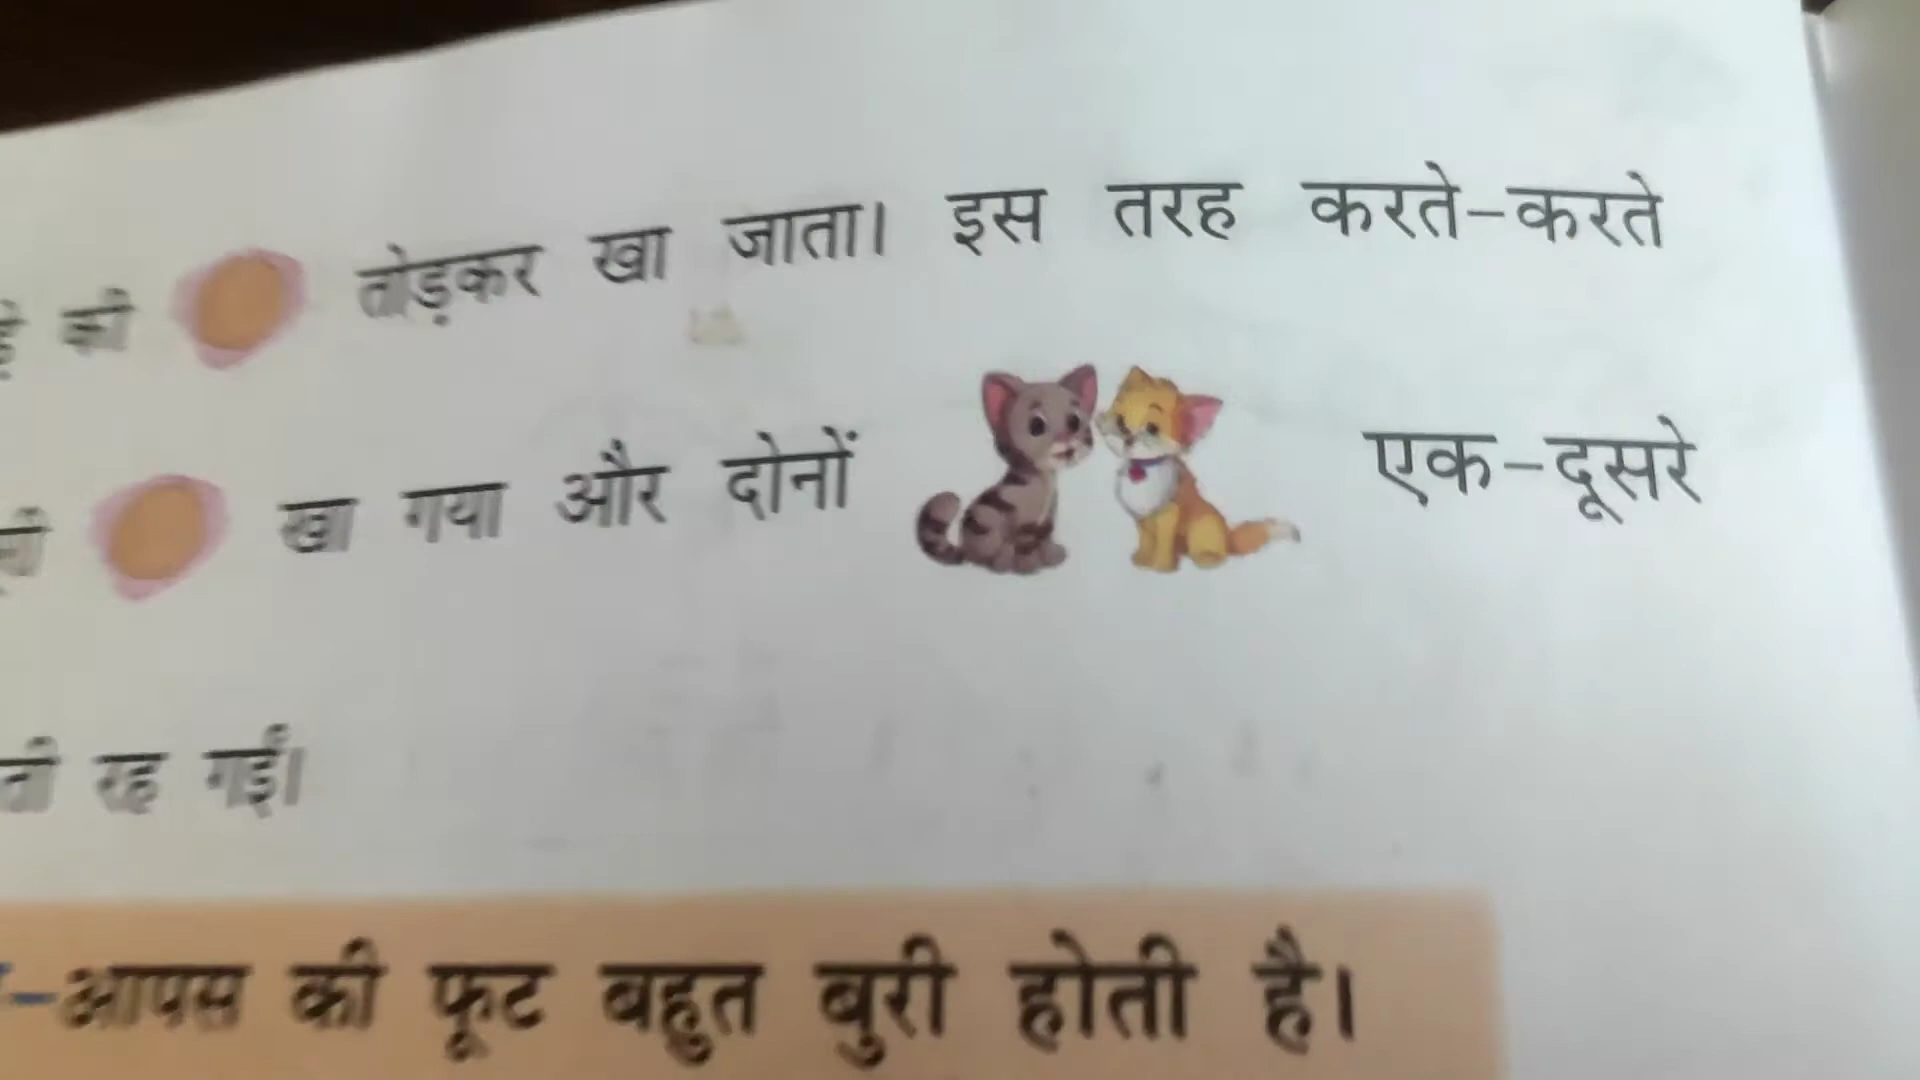 की तोड़कर खा जाता। इस तरह करते-करते
खा गया और दोनों एक-दूसरे
रह गईं।
-आपस की फूट बहुत बुरी होती है।